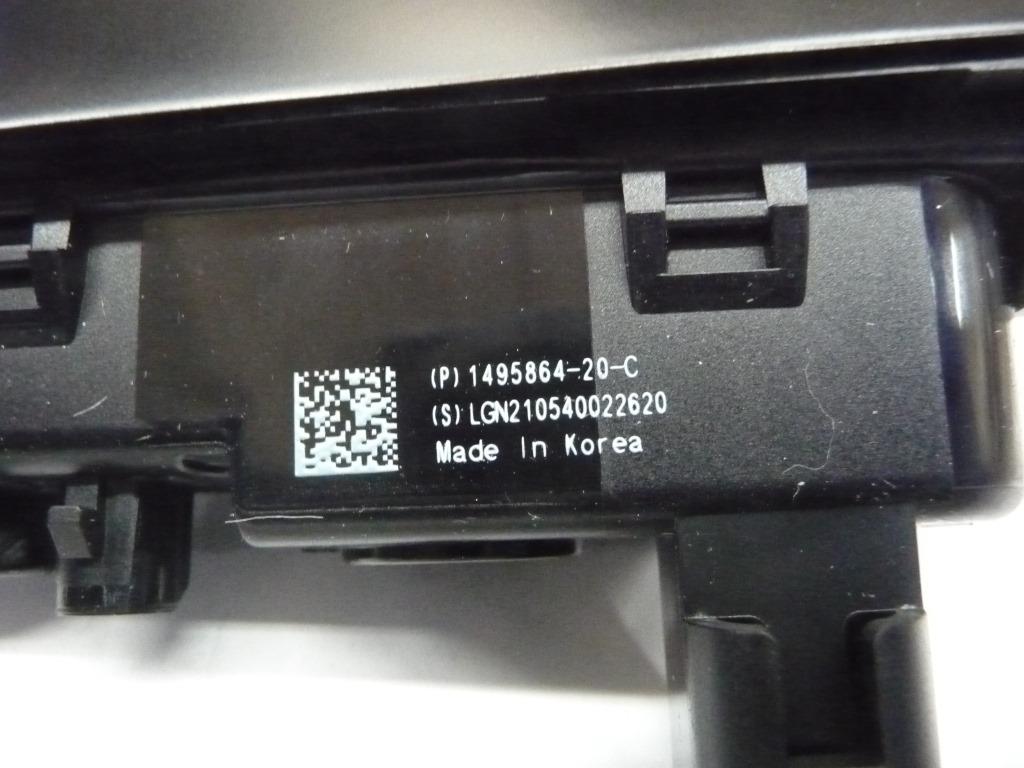 (P) 1495864-20-C
(S) LGN210540022620
Made In Korea